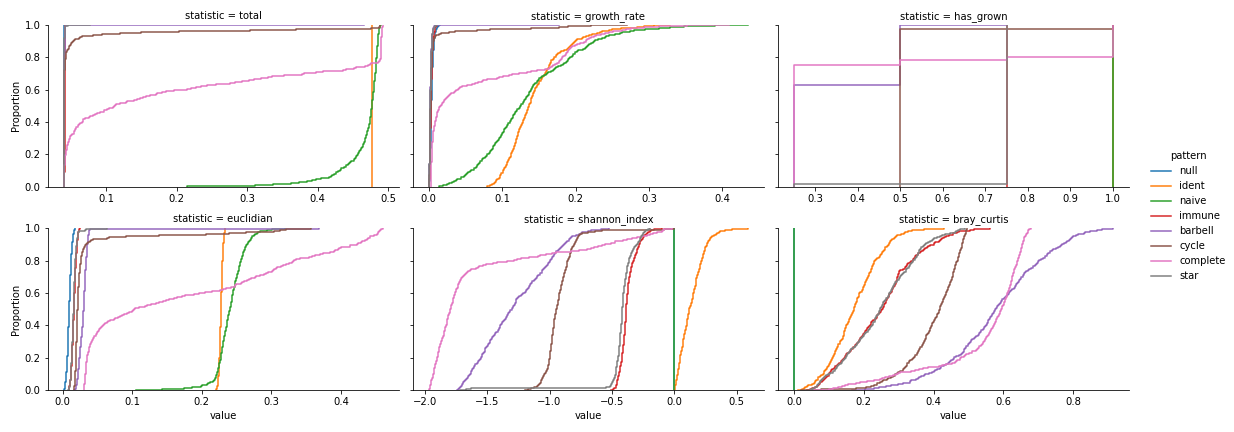 statistic = total
statistic = growth_rate
statistic = has_grown
Proportion
1.0
0.8
0.6
0.4
0.2
0.0
0.1 0.2 0.3 0.4 0.5
0.0 0.1 0.2 0.3 0.4
0.3 0.4 0.5 0.6 0.7 0.8 0.9 1.0
statistic = euclidian
statistic = shannon_index
statistic = bray_curtis
Proportion
1.0
0.8
0.6
0.4
0.2
0.0
0.0 0.1 0.2 0.3 0.4
value
−2.0 −1.5 −1.0 −0.5 0.0 0.5
value
0.0 0.2 0.4 0.6 0.8
value
pattern
null
ident
naive
immune
barbell
cycle
complete
star